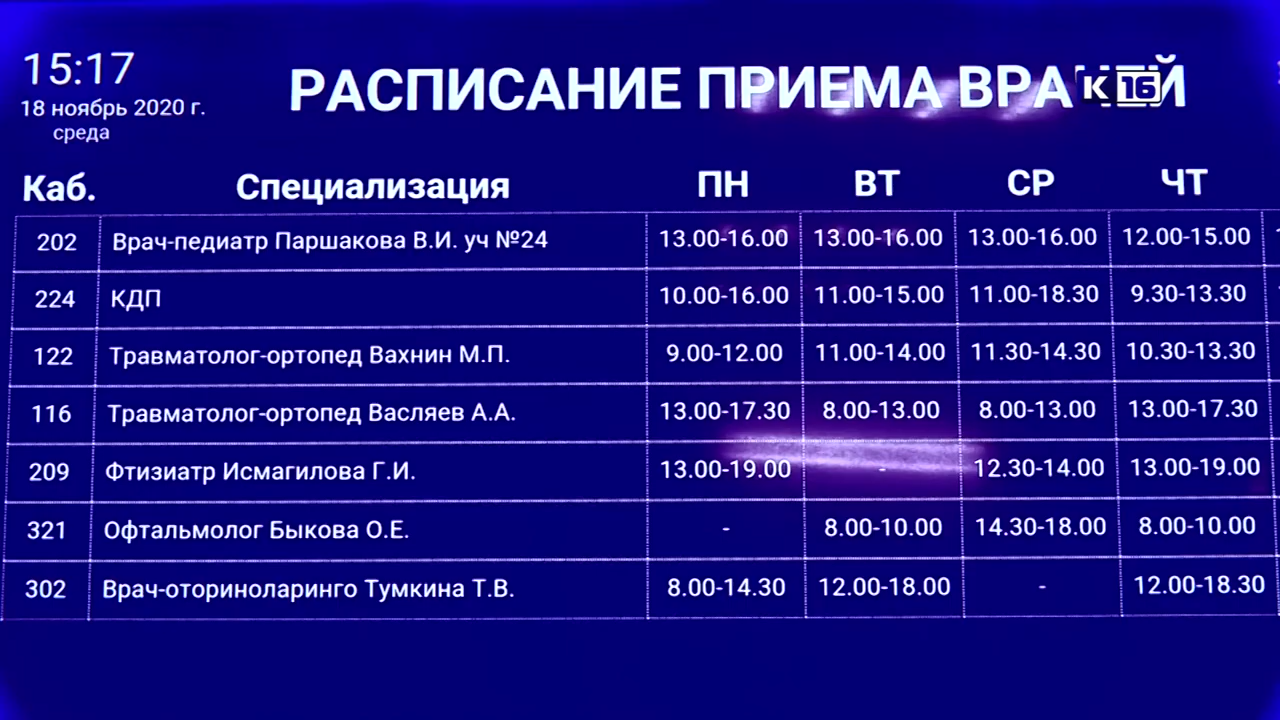 15:17
18 ноябрь 2020 г.
среда
РАСПИСАНИЕ ПРИЕМА
К 16
Каб. Специализация ПН ВТ СР ЧТ
202 Врач-педиатр Паршакова В.И. уч №24 13.00-16.00 13.00-16.00 13.00-16.00 12.00-15.00
224 КДП 10.00-16.00 11.00-15.00 11.00-18.30 9.30-13.30
122 Травматолог-ортопед Вахнин М.П. 9.00-12.00 11.00-14.00 11.30-14.30 10.30-13.30
116 Травматолог-ортопед Васляев А.А. 13.00-17.30 8.00-13.00 8.00-13.00 13.00-17.30
209 Фтизиатр Исмагилова Г.И. 13.00-19.00 - 12.30-14.00 13.00-19.00
321 Офтальмолог Быкова О.Е. - 8.00-10.00 14.30-18.00 8.00-10.00
302 Врач-оториноларинго Тумкина Т.В. 8.00-14.30 12.00-18.00 - 12.00-18.30